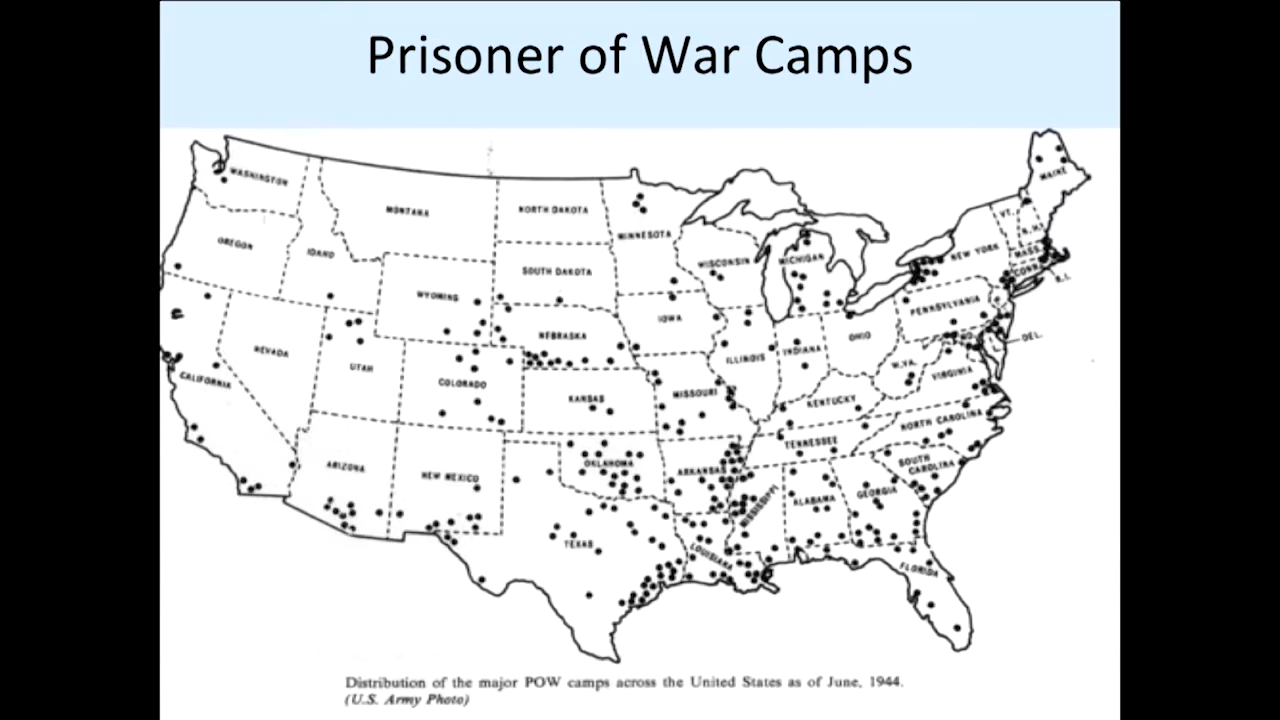 Prisoner of War Camps
WASHINGTON
MAINE
MONTANA
NORTH DAKOTA
VT.
N.H.
MINNESOTA
OREGON
IDAHO
NEW YORK
MASS.
WISCONSIN
MICHIGAN
SOUTH DAKOTA
CONN.
R.I.
WYOMING
PENNSYLVANIA
IOWA
NEBRASKA
OHIO
DEL.
NEVADA
ILLINOIS
INDIANA
UTAH
W.VA.
VIRGINIA
CALIFORNIA
COLORADO
MISSOURI
KANSAS
KENTUCKY
NORTH CAROLINA
TENNESSEE
OKLAHOMA
ARIZONA
NEW MEXICO
ARKANSAS
SOUTH
CAROLINA
GEORGIA
ALABAMA
MISSISSIPPI
TEXAS
LOUISIANA
FLORIDA
Distribution of the major POW camps across the United States as of June, 1944.
(U.S. Army Photo)